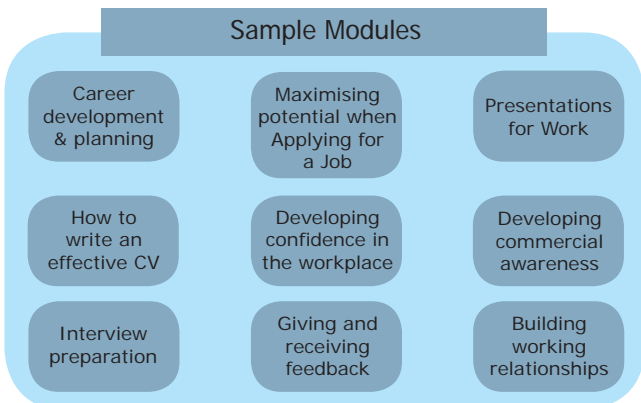 Sample Modules
Career
development
& planning
Maximising
potential when
Applying for
a Job
Presentations
for Work
How to
write an
effective CV
Developing
confidence in
the workplace
Developing
commercial
awareness
Interview
preparation
Giving and
receiving
feedback
Building
working
relationships